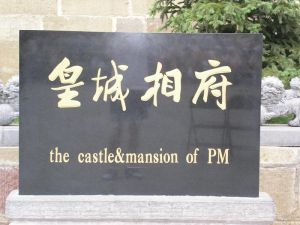 皇城相府
the castle&mansion of PM